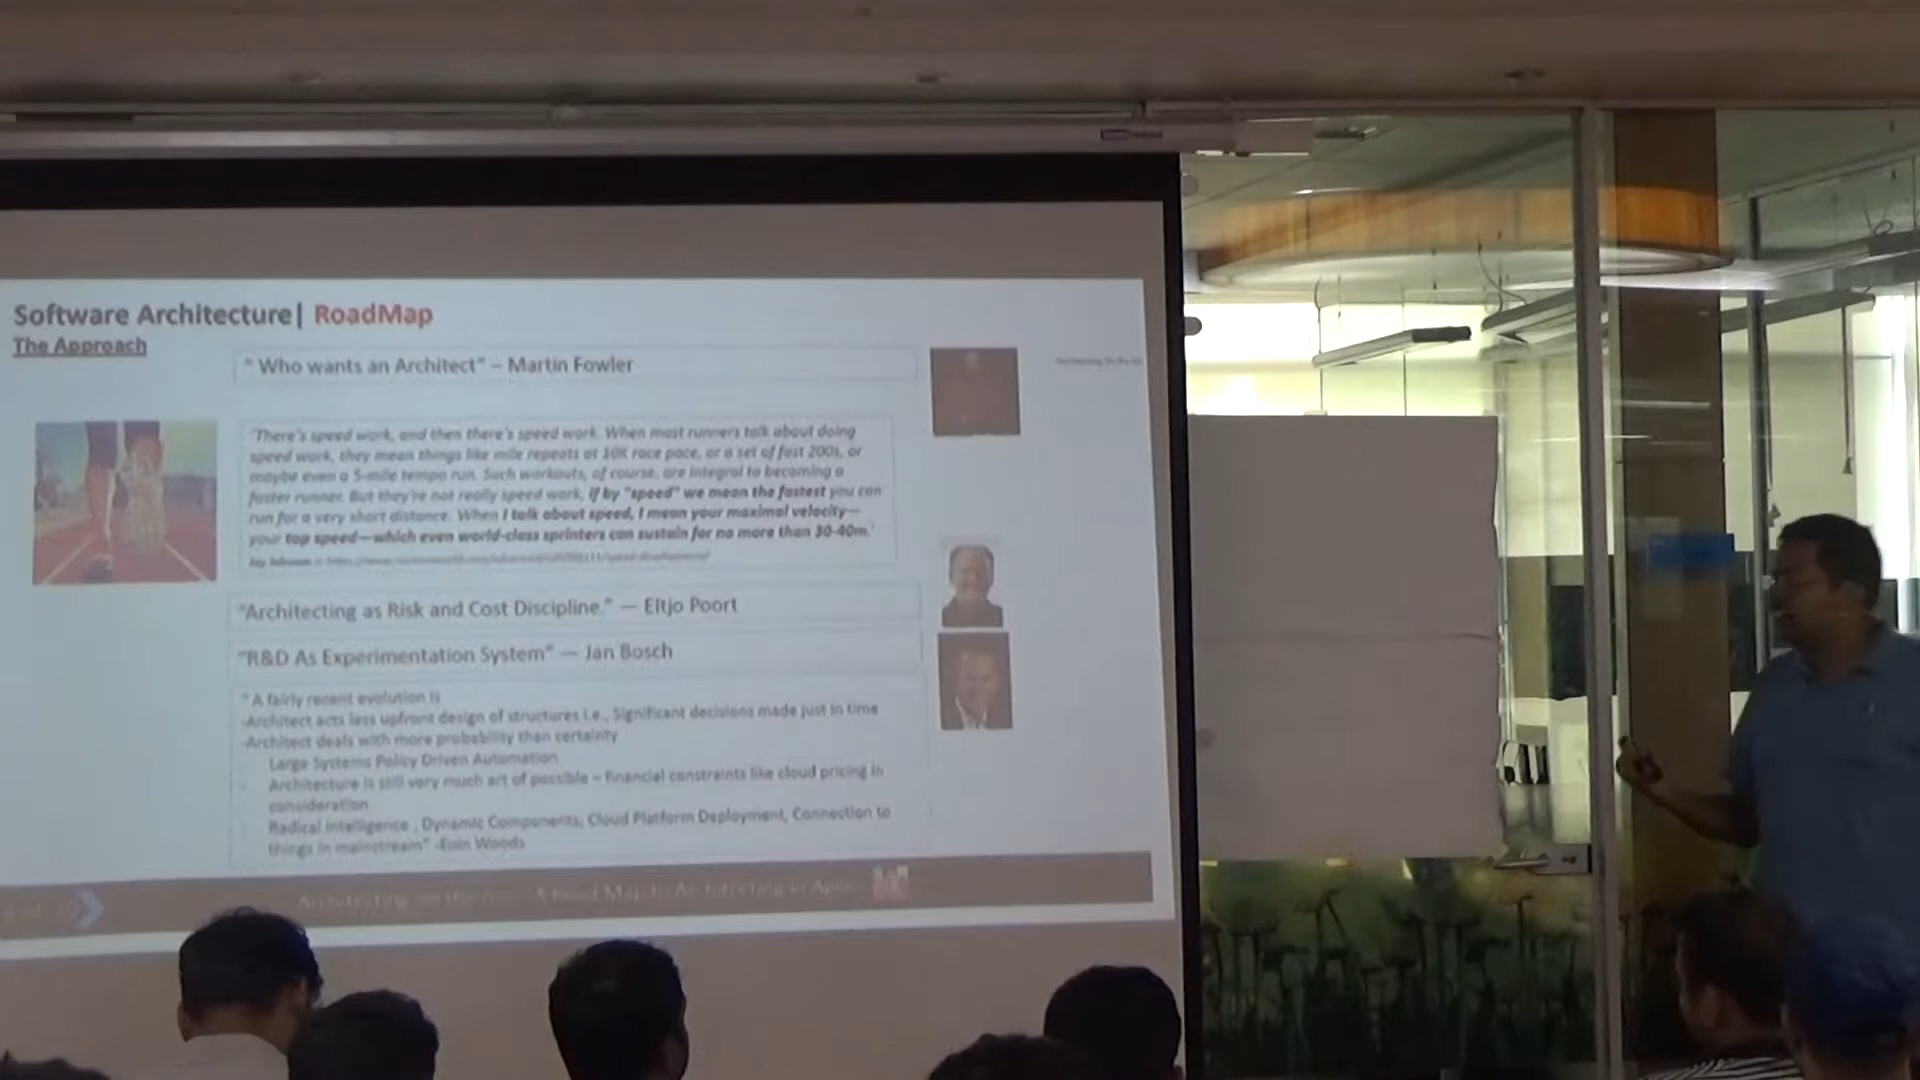 Software Architecture| RoadMap
The Approach
" Who wants an Architect" – Martin Fowler
'There's speed work, and then there's speed work. When most runners talk about doing
speed work, they mean things like mile repeats at 10K race pace, or a set of fast 200s, or
maybe even a 5-mile tempo run. Such workouts, of course, are integral to becoming a
faster runner. But they're not really speed work, if by "speed" we mean the fastest you can
run for a very short distance. When I talk about speed, I mean your maximal velocity—
your top speed—which even world-class sprinters can sustain for no more than 30-40m.'
"Architecting as Risk and Cost Discipline." — Eltjo Poort
"R&D As Experimentation System" — Jan Bosch
" A fairly recent evolution is
-Architect acts less upfront design of structures i.e., Significant decisions made just in time
-Architect deals with more probability than certainity
Large Systems Policy Driven Automation
- Architecture is still very much art of possible – financial constraints like cloud pricing in
consideration
Radical Intelligence , Dynamic Components, Cloud Platform Deployment, Connection to
things in mainstream" -Eoin Woods
A Road Map to Architecting in